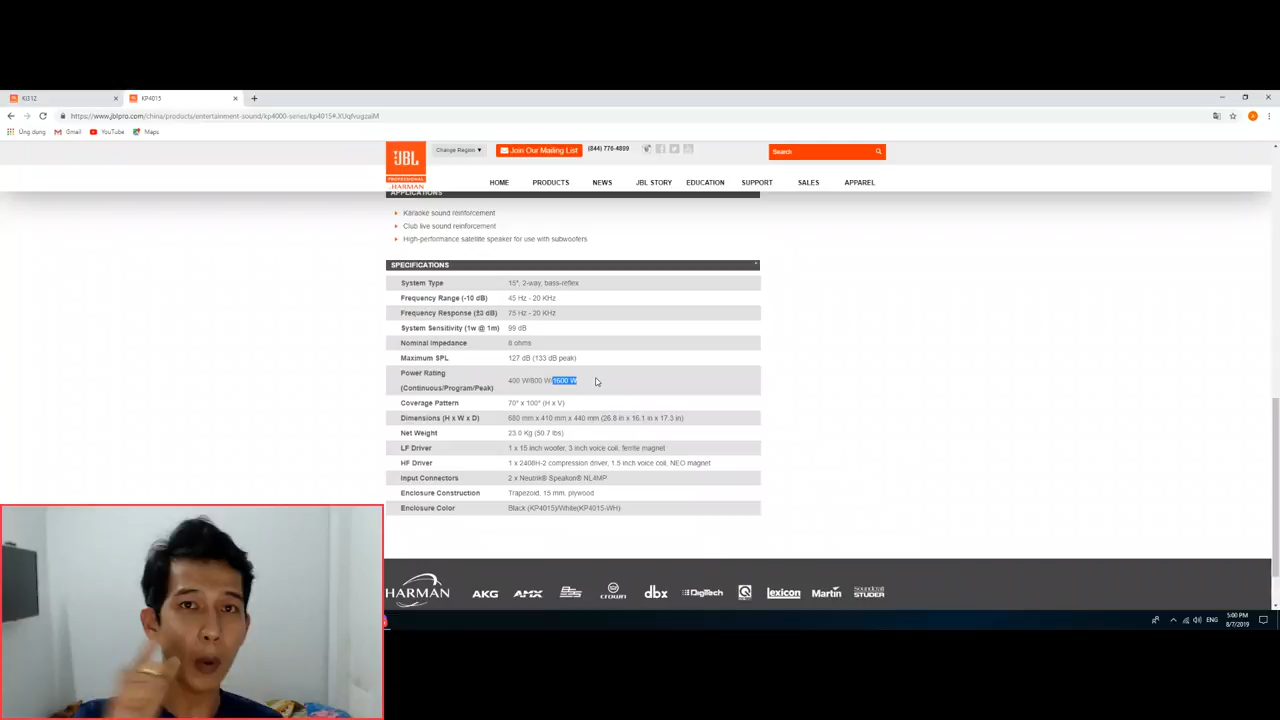 Ki312
KP4015
https://www.jblpro.com/china/products/entertainment-sound/kp4000-series/kp4015#.XUqfvugzaiM
Ứng dụng
Gmail
YouTube
Maps
JBL
PROFESSIONAL
HARMAN
Change Region ▼
Join Our Mailing List
(844) 776-4899
Search
HOME
PRODUCTS
NEWS
JBL STORY
EDUCATION
SUPPORT
SALES
APPAREL
APPLICATIONS
Karaoke sound reinforcement
Club live sound reinforcement
High-performance satellite speaker for use with subwoofers
SPECIFICATIONS
System Type 15", 2-way, bass-reflex
Frequency Range (-10 dB) 45 Hz - 20 KHz
Frequency Response (±3 dB) 75 Hz - 20 KHz
System Sensitivity (1w @ 1m) 99 dB
Nominal Impedance 8 ohms
Maximum SPL 127 dB (133 dB peak)
Power Rating
(Continuous/Program/Peak) 400 W/800 W/1600 W
Coverage Pattern 70° x 100° (H x V)
Dimensions (H x W x D) 680 mm x 410 mm x 440 mm (26.8 in x 16.1 in x 17.3 in)
Net Weight 23.0 Kg (50.7 lbs)
LF Driver 1 x 15 inch woofer, 3 inch voice coil, ferrite magnet
HF Driver 1 x 2408H-2 compression driver, 1.5 inch voice coil, NEO magnet
Input Connectors 2 x Neutrik® Speakon® NL4MP
Enclosure Construction Trapezoid, 15 mm, plywood
Enclosure Color Black (KP4015)/White(KP4015-WH)
HARMAN
AKG
AMX
BSS
crown
dbx
DigiTech
lexicon
Martin
Soundcraft
STUDER
ENG
5:00 PM
8/7/2019